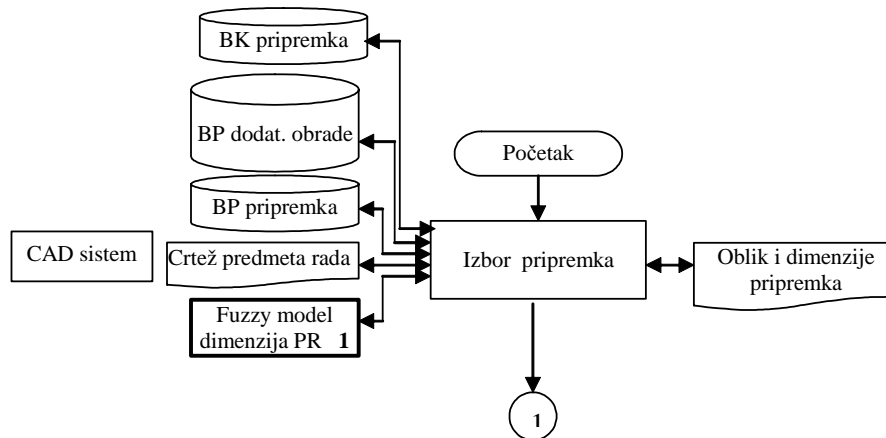 BK pripremka
BP dodat. obrade
Početak
BP pripremka
CAD sistem
Crtež predmeta rada
Izbor pripremka
Oblik i dimenzije
pripremka
Fuzzy model
dimenzija PR 1
1